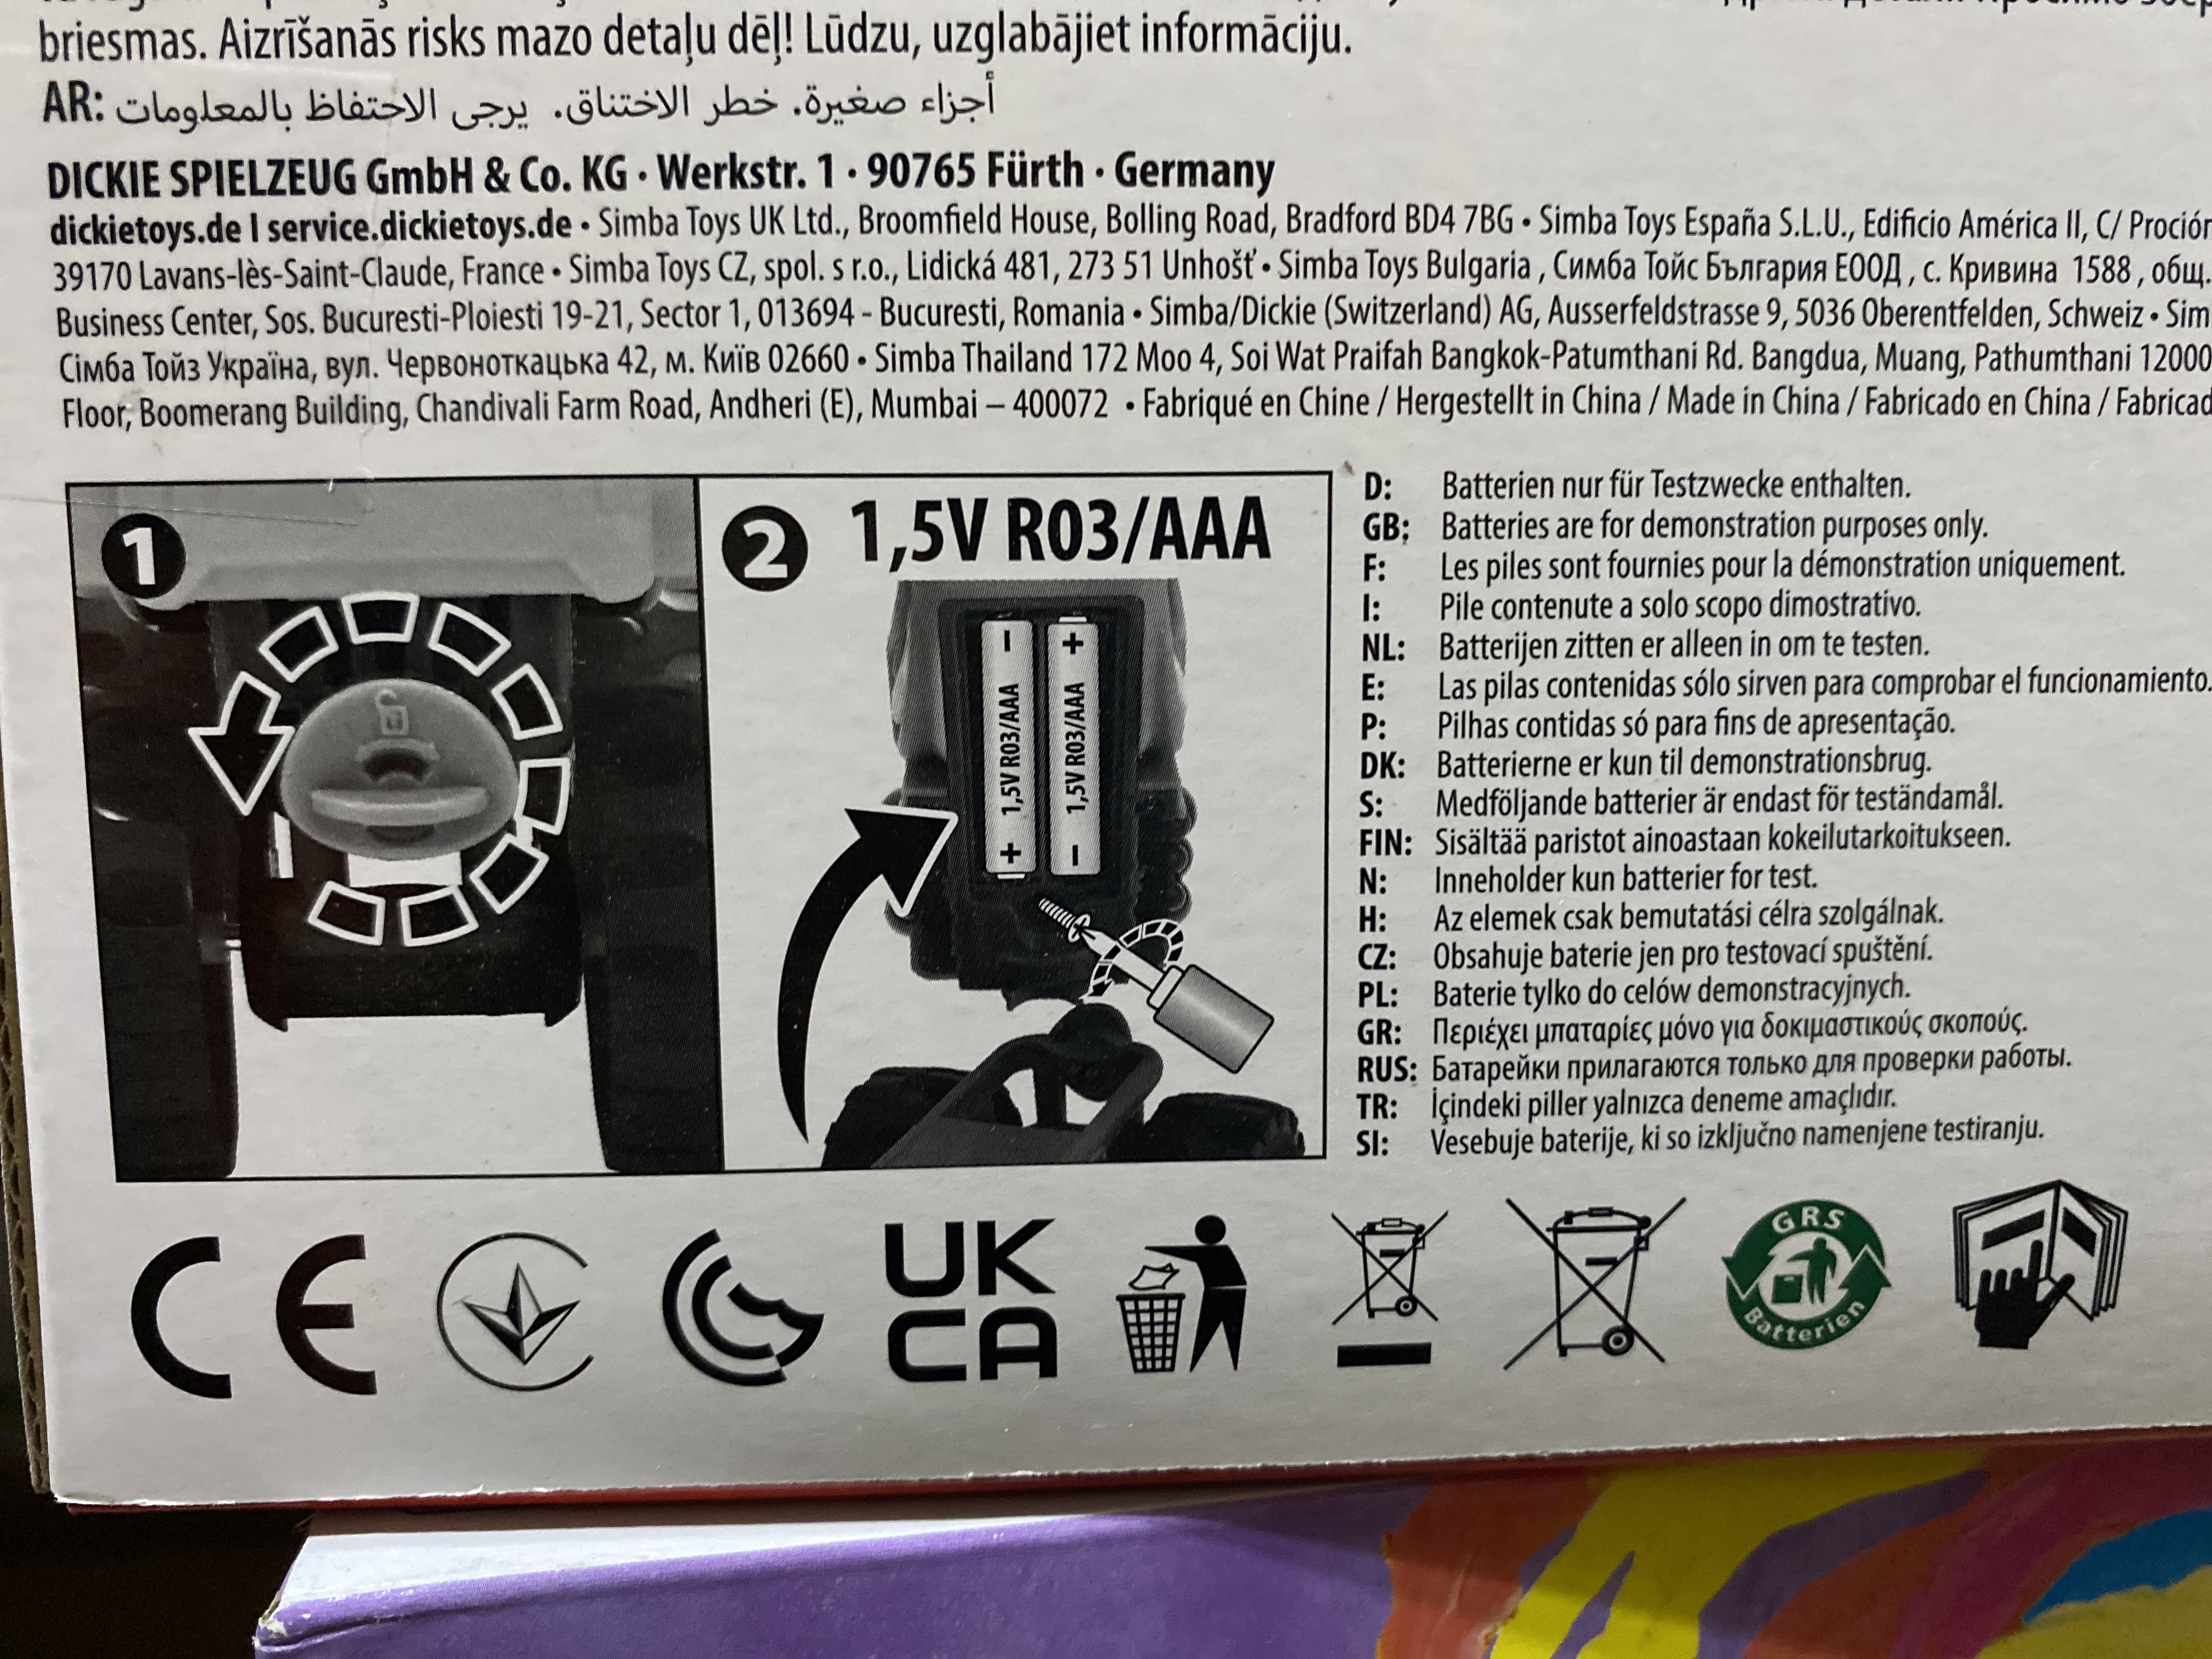 briesmas. Aizrīšanās risks mazo detaļu dēļ! Lūdzu, uzglabājiet informāciju.
AR: أجزاء صغيرة. خطر الاختناق. يرجى الاحتفاظ بالمعلومات
DICKIE SPIELZEUG GmbH & Co. KG · Werkstr. 1 · 90765 Fürth · Germany
dickietoys.de I service.dickietoys.de • Simba Toys UK Ltd., Broomfield House, Bolling Road, Bradford BD4 7BG • Simba Toys España S.L.U., Edificio América II, C/ Prociór
39170 Lavans-lès-Saint-Claude, France • Simba Toys CZ, spol. s r.o., Lidická 481, 273 51 Unhošť • Simba Toys Bulgaria , Симба Тойс България ЕООД , с. Кривина 1588 , общ.
Business Center, Sos. Bucuresti-Ploiesti 19-21, Sector 1, 013694 - Bucuresti, Romania • Simba/Dickie (Switzerland) AG, Ausserfeldstrasse 9, 5036 Oberentfelden, Schweiz • Sim
Сімба Тойз Україна, вул. Червоноткацька 42, м. Київ 02660 • Simba Thailand 172 Moo 4, Soi Wat Praifah Bangkok-Patumthani Rd. Bangdua, Muang, Pathumthani 12000
Floor, Boomerang Building, Chandivali Farm Road, Andheri (E), Mumbai – 400072 • Fabriqué en Chine / Hergestellt in China / Made in China / Fabricado en China / Fabricad
1
2 1,5V R03/AAA
- 1,5V R03/AAA +
+ 1,5V R03/AAA -
D: Batterien nur für Testzwecke enthalten.
GB: Batteries are for demonstration purposes only.
F: Les piles sont fournies pour la démonstration uniquement.
I: Pile contenute a solo scopo dimostrativo.
NL: Batterijen zitten er alleen in om te testen.
E: Las pilas contenidas sólo sirven para comprobar el funcionamiento.
P: Pilhas contidas só para fins de apresentação.
DK: Batterierne er kun til demonstrationsbrug.
S: Medföljande batterier är endast för teständamål.
FIN: Sisältää paristot ainoastaan kokeilutarkoitukseen.
N: Inneholder kun batterier for test.
H: Az elemek csak bemutatási célra szolgálnak.
CZ: Obsahuje baterie jen pro testovací spuštění.
PL: Baterie tylko do celów demonstracyjnych.
GR: Περιέχει μπαταρίες μόνο για δοκιμαστικούς σκοπούς.
RUS: Батарейки прилагаются только для проверки работы.
TR: İçindeki piller yalnızca deneme amaçlıdır.
SI: Vesebuje baterije, ki so izključno namenjene testiranju.
CE
UK
CA
GRS
Batterien